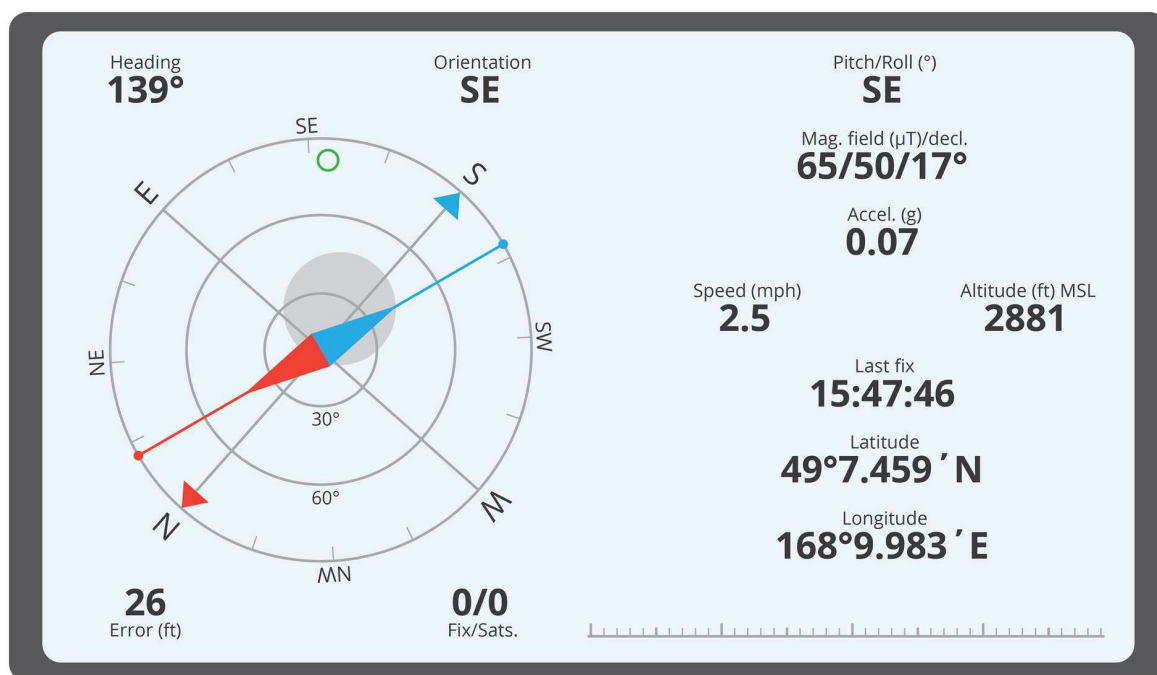 Heading
139°
Orientation
SE
Pitch/Roll (°)
SE
Mag. field (µT)/decl.
65/50/17°
Accel. (g)
0.07
Speed (mph)
2.5
Altitude (ft) MSL
2881
Last fix
15:47:46
Latitude
49°7.459´N
Longitude
168°9.983´E
SE
S
E
SW
NE
30°
60°
W
N
NW
26
Error (ft)
0/0
Fix/Sats.